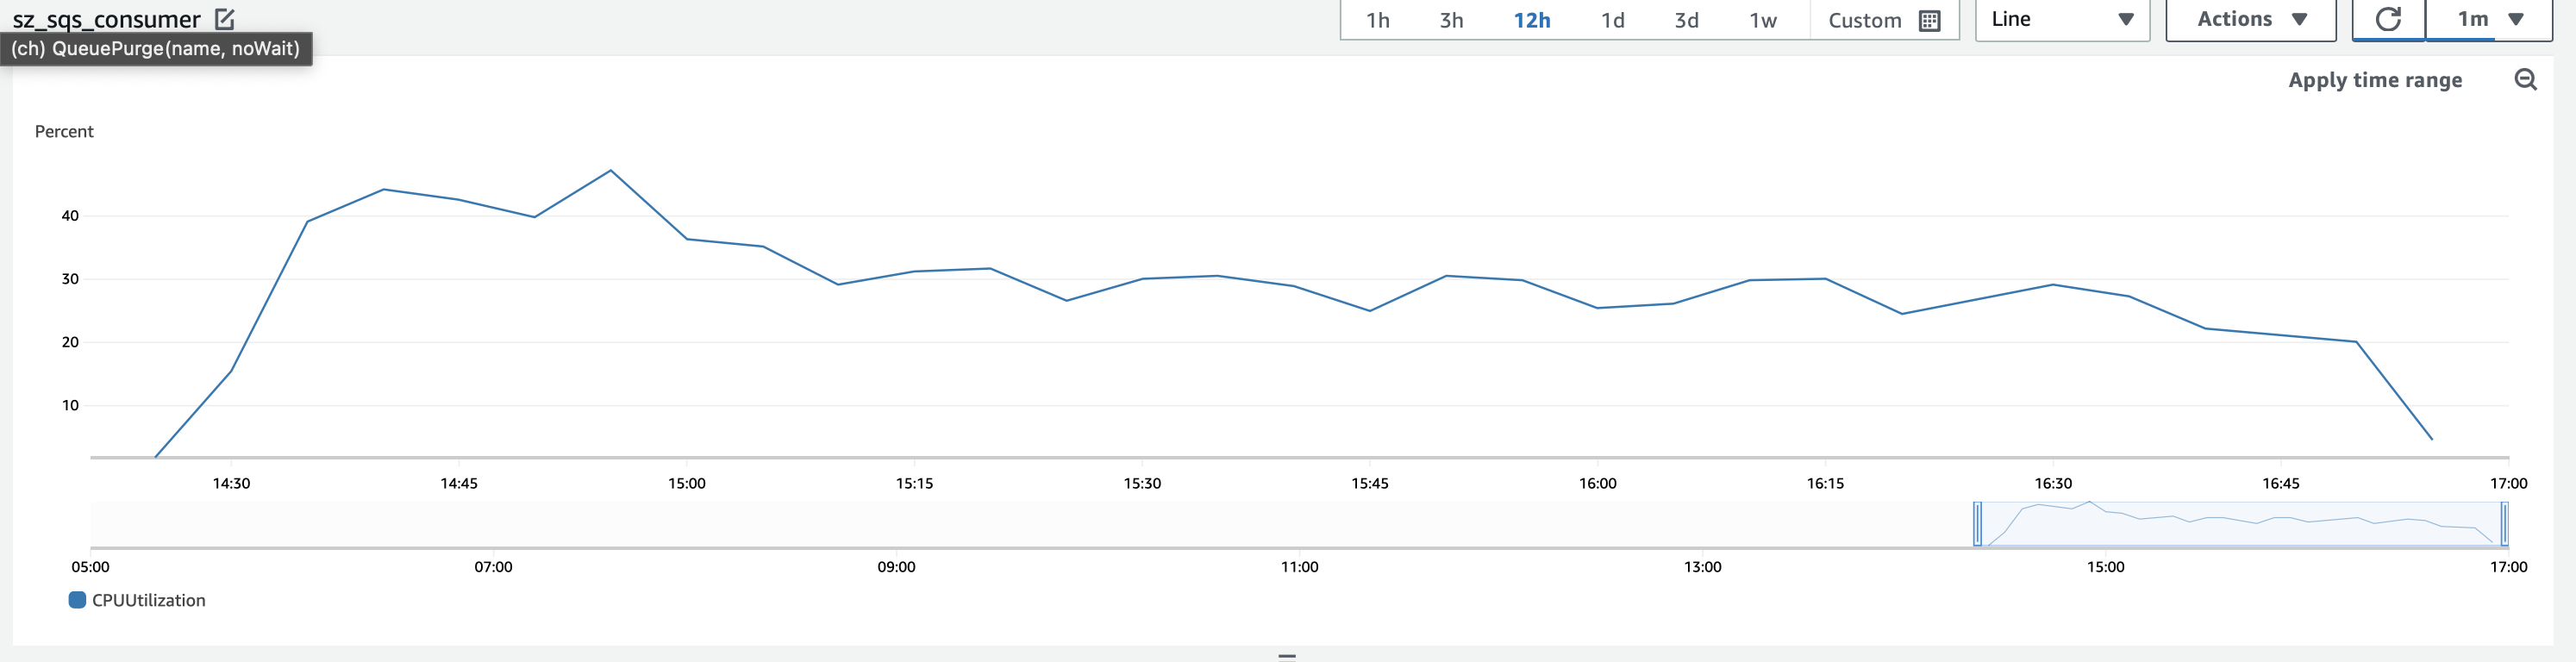 sz_sqs_consumer
1h 3h 12h 1d 3d 1w Custom Line Actions 1m
(ch) QueuePurge(name, noWait)
Apply time range
Percent
40
30
20
10
14:30 14:45 15:00 15:15 15:30 15:45 16:00 16:15 16:30 16:45 17:00
05:00 07:00 09:00 11:00 13:00 15:00 17:00
CPUUtilization